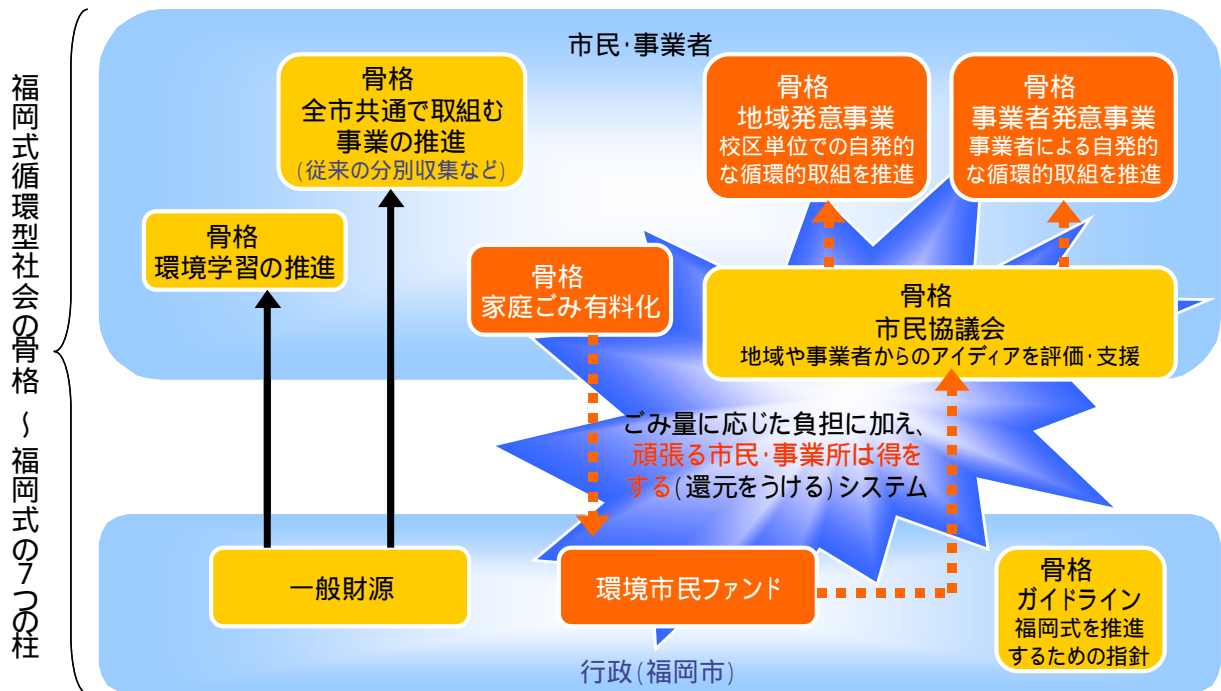 福岡式循環型社会の骨格 ~ 福岡式の7つの柱
市民・事業者
骨格
全市共通で取組む
事業の推進
(従来の分別収集など)
骨格
地域発意事業
校区単位での自発的
な循環的取組を推進
骨格
事業者発意事業
事業者による自発的
な循環的取組を推進
骨格
環境学習の推進
骨格
家庭ごみ有料化
骨格
市民協議会
地域や事業者からのアイディアを評価・支援
ごみ量に応じた負担に加え、
頑張る市民・事業所は得を
する(還元をうける)システム
一般財源
環境市民ファンド
骨格
ガイドライン
福岡式を推進
するための指針
行政(福岡市)